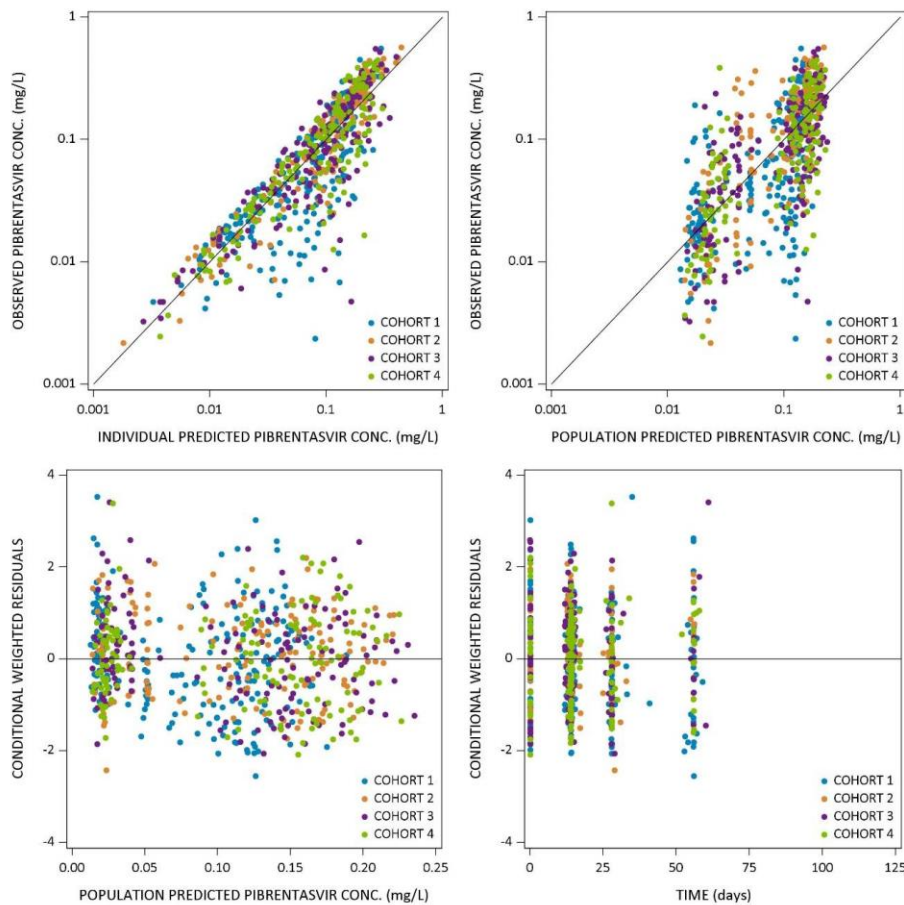 1
0.1
0.01
0.001
OBSERVED PIBRENTASVIR CONC. (mg/L)
COHORT 1
COHORT 2
COHORT 3
COHORT 4
0.001 0.01 0.1 1
INDIVIDUAL PREDICTED PIBRENTASVIR CONC. (mg/L)
1
0.1
0.01
0.001
OBSERVED PIBRENTASVIR CONC. (mg/L)
COHORT 1
COHORT 2
COHORT 3
COHORT 4
0.001 0.01 0.1 1
POPULATION PREDICTED PIBRENTASVIR CONC. (mg/L)
4
2
0
-2
-4
CONDITIONAL WEIGHTED RESIDUALS
COHORT 1
COHORT 2
COHORT 3
COHORT 4
0.00 0.05 0.10 0.15 0.20 0.25
POPULATION PREDICTED PIBRENTASVIR CONC. (mg/L)
4
2
0
-2
-4
CONDITIONAL WEIGHTED RESIDUALS
COHORT 1
COHORT 2
COHORT 3
COHORT 4
0 25 50 75 100 125
TIME (days)